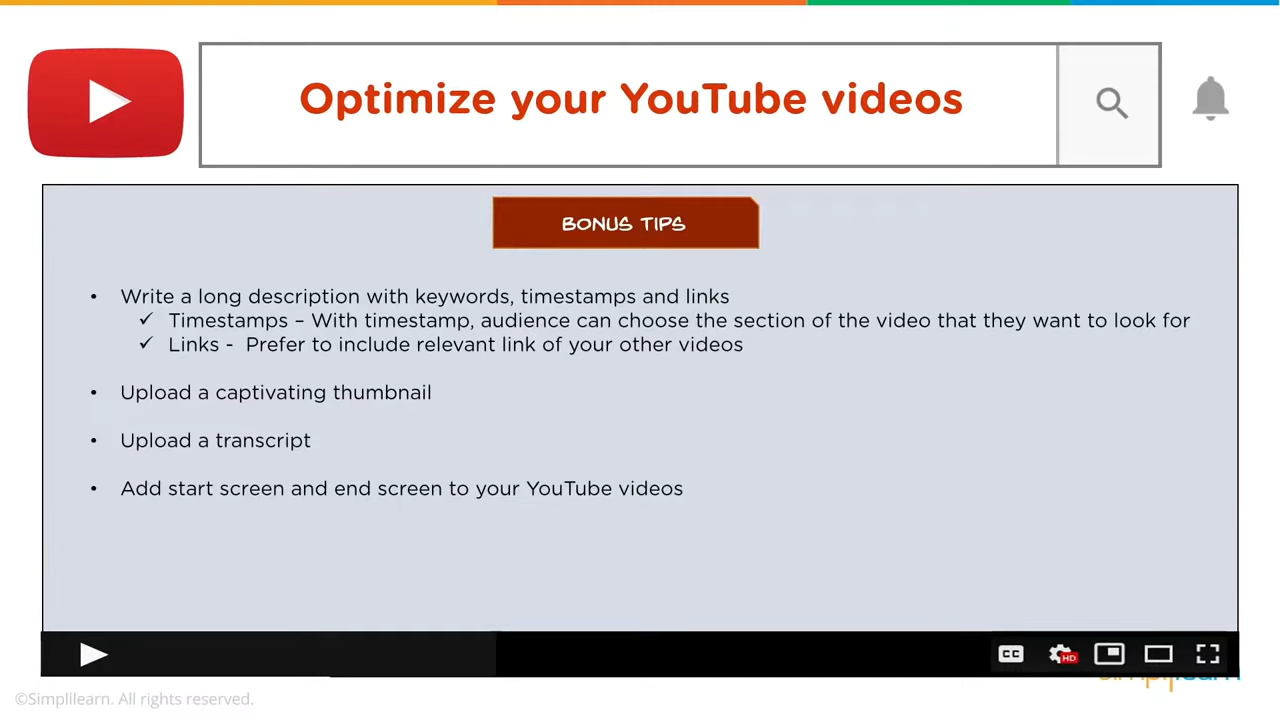 Optimize your YouTube videos
BONUS TIPS
• Write a long description with keywords, timestamps and links
✓ Timestamps – With timestamp, audience can choose the section of the video that they want to look for
✓ Links - Prefer to include relevant link of your other videos
• Upload a captivating thumbnail
• Upload a transcript
• Add start screen and end screen to your YouTube videos
CC HD
©Simplilearn. All rights reserved.